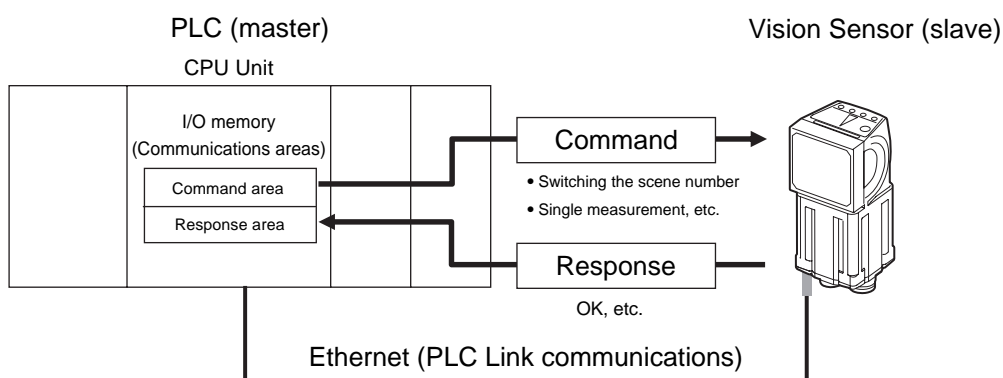 PLC (master)
Vision Sensor (slave)
CPU Unit
I/O memory
(Communications areas)
Command area
Response area
Command
• Switching the scene number
• Single measurement, etc.
Response
OK, etc.
Ethernet (PLC Link communications)